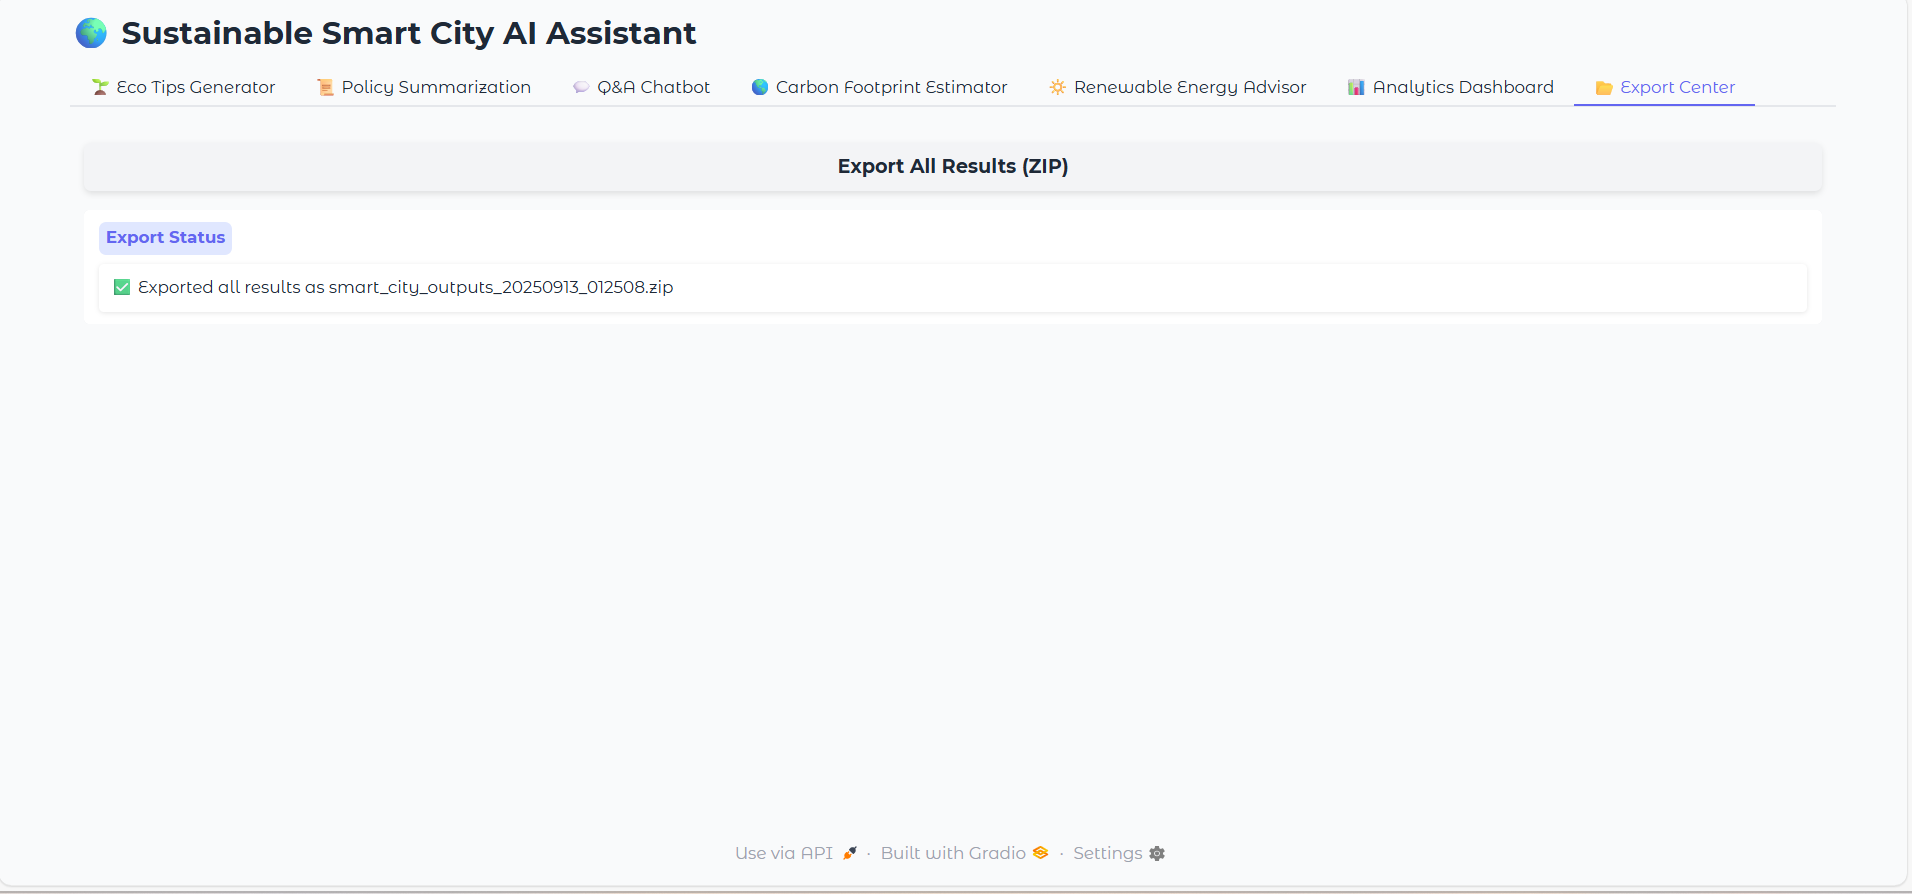 Sustainable Smart City AI Assistant
Eco Tips Generator
Policy Summarization
Q&A Chatbot
Carbon Footprint Estimator
Renewable Energy Advisor
Analytics Dashboard
Export Center
Export All Results (ZIP)
Export Status
✅ Exported all results as smart_city_outputs_20250913_012508.zip
Use via API · Built with Gradio · Settings